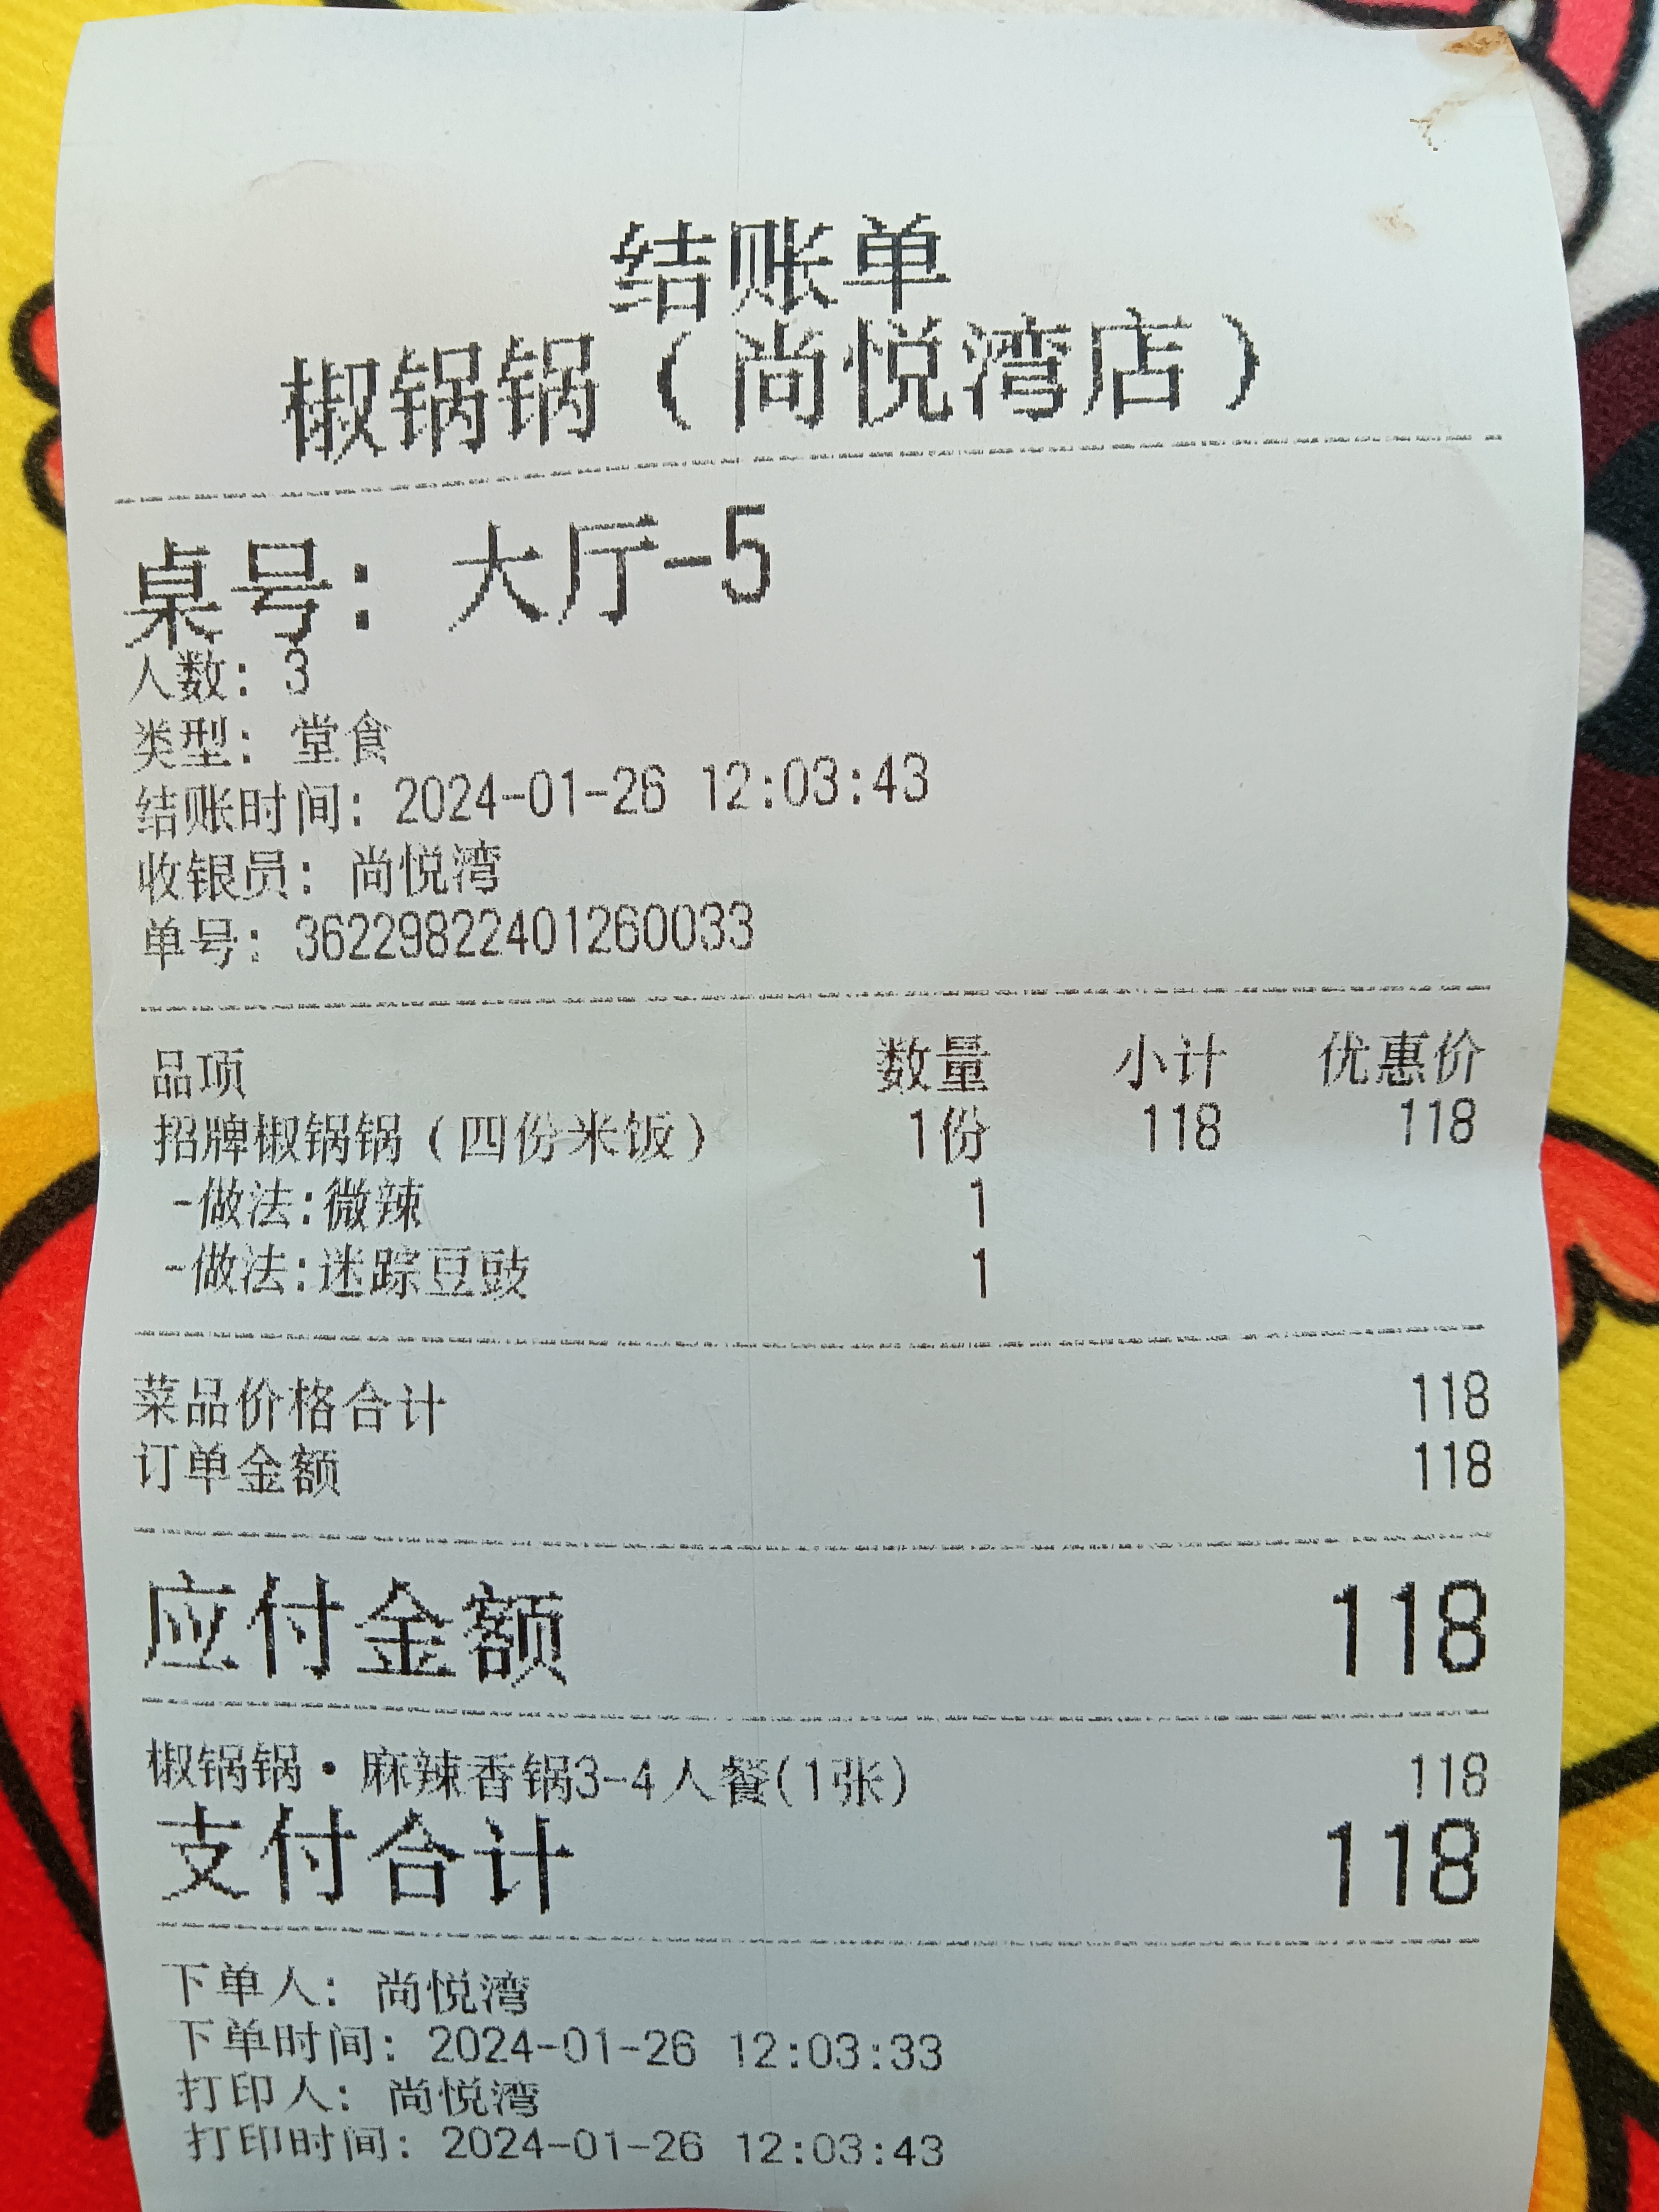 结账单
椒锅锅（尚悦湾店）
桌号： 大厅-5
人数：3
类型：堂食
结账时间：2024-01-26 12:03:43
收银员：尚悦湾
单号：36229822401260033
品项 数量 小计 优惠价
招牌椒锅锅（四份米饭） 1份 118 118
-做法:微辣 1
-做法:迷踪豆豉 1
菜品价格合计 118
订单金额 118
应付金额 118
椒锅锅·麻辣香锅3-4人餐(1张) 118
支付合计 118
下单人：尚悦湾
下单时间：2024-01-26 12:03:33
打印人：尚悦湾
打印时间：2024-01-26 12:03:43